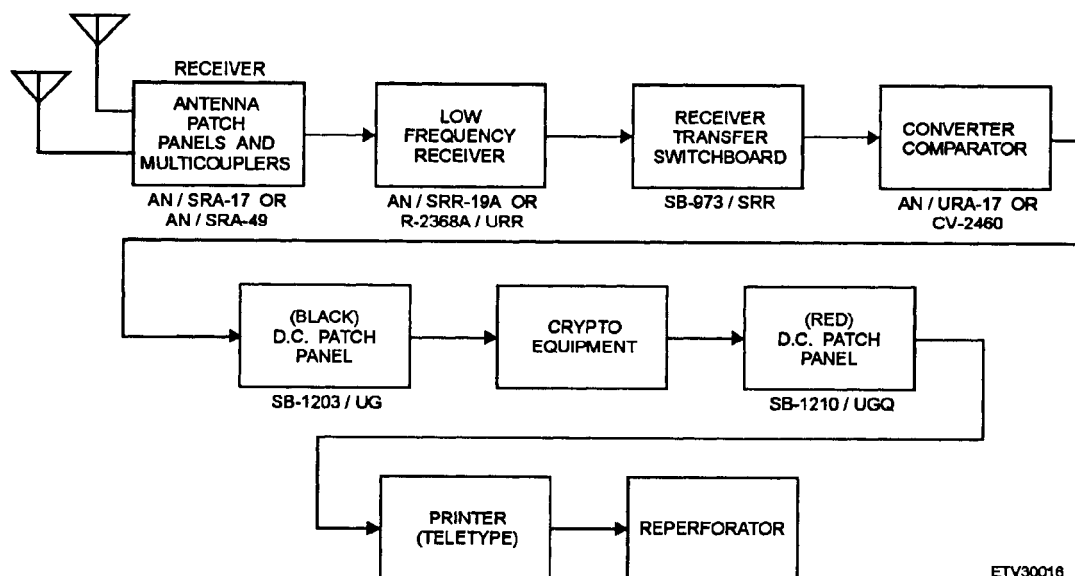 RECEIVER
ANTENNA
PATCH
PANELS AND
MULTICOUPLERS
AN / SRA-17 OR
AN / SRA-49
LOW
FREQUENCY
RECEIVER
AN / SRR-19A OR
R-2368A / URR
RECEIVER
TRANSFER
SWITCHBOARD
SB-973 / SRR
CONVERTER
COMPARATOR
AN / URA-17 OR
CV-2460
(BLACK)
D.C. PATCH
PANEL
SB-1203 / UG
CRYPTO
EQUIPMENT
(RED)
D.C. PATCH
PANEL
SB-1210 / UGQ
PRINTER
(TELETYPE)
REPERFORATOR
ETV30016